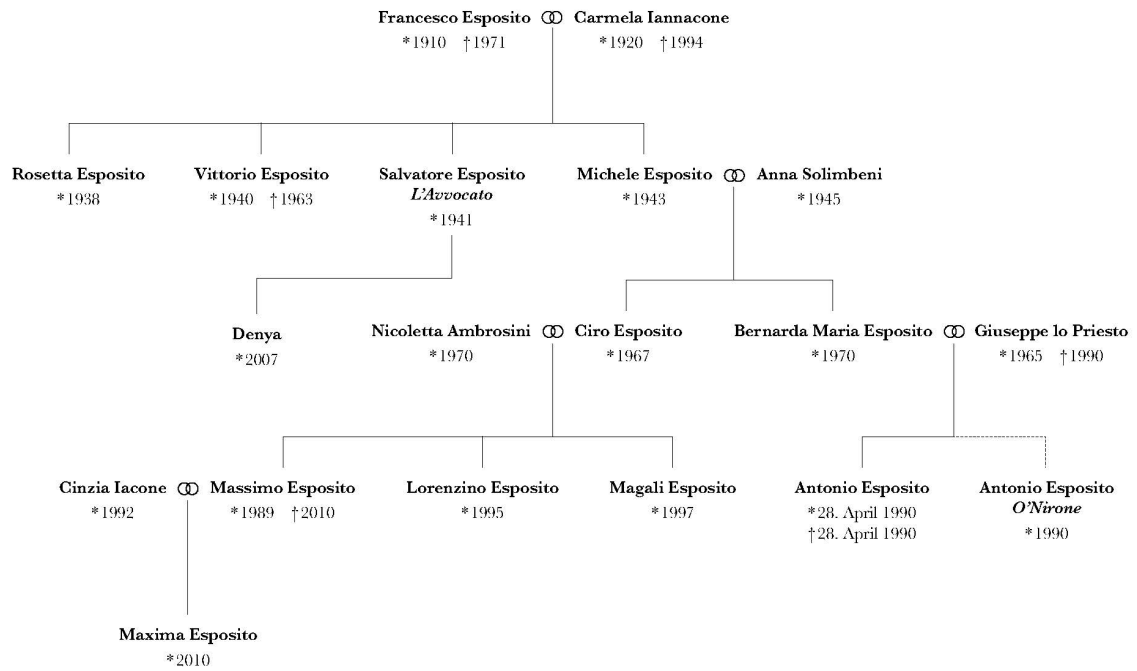 Francesco Esposito Carmela Iannacone
*1910 †1971 *1920 †1994
Rosetta Esposito Vittorio Esposito Salvatore Esposito Michele Esposito Anna Solimbeni
L'Avvocato
*1938 *1940 †1963 *1943 *1945
*1941
Denya Nicoletta Ambrosini Ciro Esposito Bernarda Maria Esposito Giuseppe lo Priesto
*2007 *1970 *1967 *1970 *1965 †1990
Cinzia Iacone Massimo Esposito Lorenzino Esposito Magali Esposito Antonio Esposito Antonio Esposito
O'Nirone
*1992 *1989 †2010 *1995 *1997 *28. April 1990
†28. April 1990 *1990
Maxima Esposito
*2010